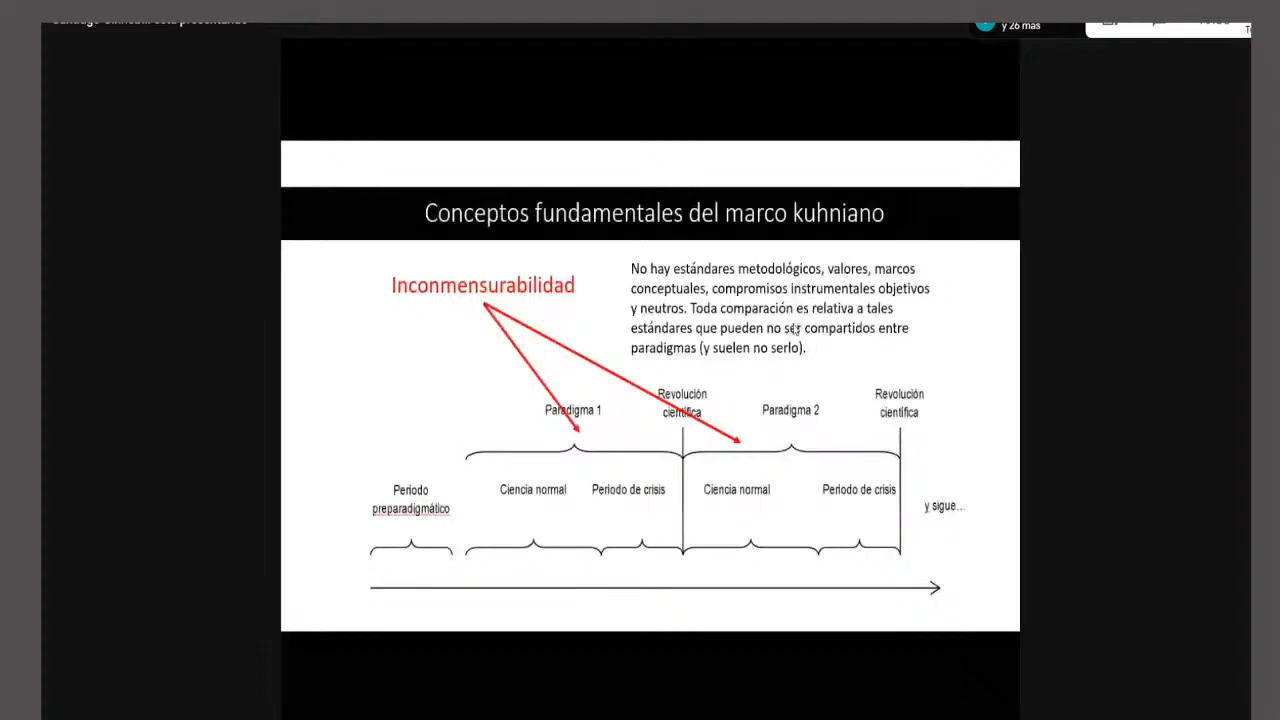 y 26 más
Conceptos fundamentales del marco kuhniano
Inconmensurabilidad
No hay estándares metodológicos, valores, marcos
conceptuales, compromisos instrumentales objetivos
y neutros. Toda comparación es relativa a tales
estándares que pueden no ser compartidos entre
paradigmas (y suelen no serlo).
Paradigma 1
Revolución
científica
Paradigma 2
Revolución
científica
Periodo
preparadigmático
Ciencia normal
Periodo de crisis
Ciencia normal
Periodo de crisis
y sigue...